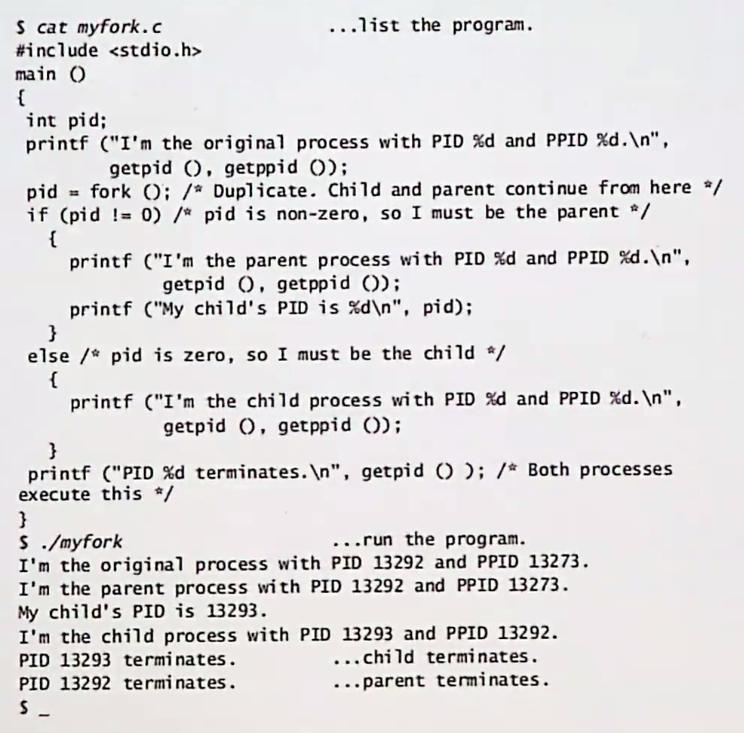 $ cat myfork.c ...list the program.
#include <stdio.h>
main ()
{
int pid;
printf ("I'm the original process with PID %d and PPID %d.\n",
getpid (), getppid ());
pid = fork (); /* Duplicate. Child and parent continue from here */
if (pid != 0) /* pid is non-zero, so I must be the parent */
{
printf ("I'm the parent process with PID %d and PPID %d.\n",
getpid (), getppid ());
printf ("My child's PID is %d\n", pid);
}
else /* pid is zero, so I must be the child */
{
printf ("I'm the child process with PID %d and PPID %d.\n",
getpid (), getppid ());
}
printf ("PID %d terminates.\n", getpid () ); /* Both processes
execute this */
}
$ ./myfork ...run the program.
I'm the original process with PID 13292 and PPID 13273.
I'm the parent process with PID 13292 and PPID 13273.
My child's PID is 13293.
I'm the child process with PID 13293 and PPID 13292.
PID 13293 terminates. ...child terminates.
PID 13292 terminates. ...parent terminates.
$ _